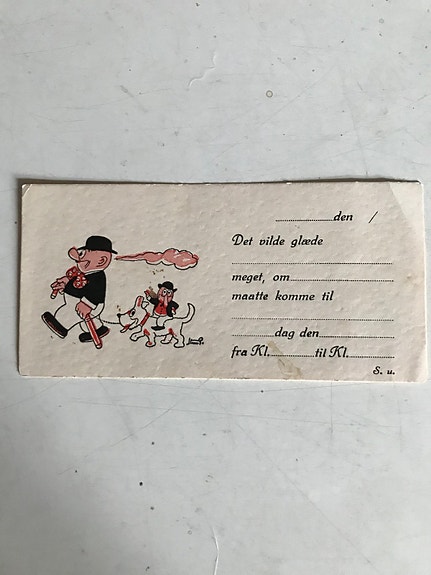 den /
Det vilde glæde
meget, om
maatte komme til
dag den
fra Kl. til Kl.
S. u.